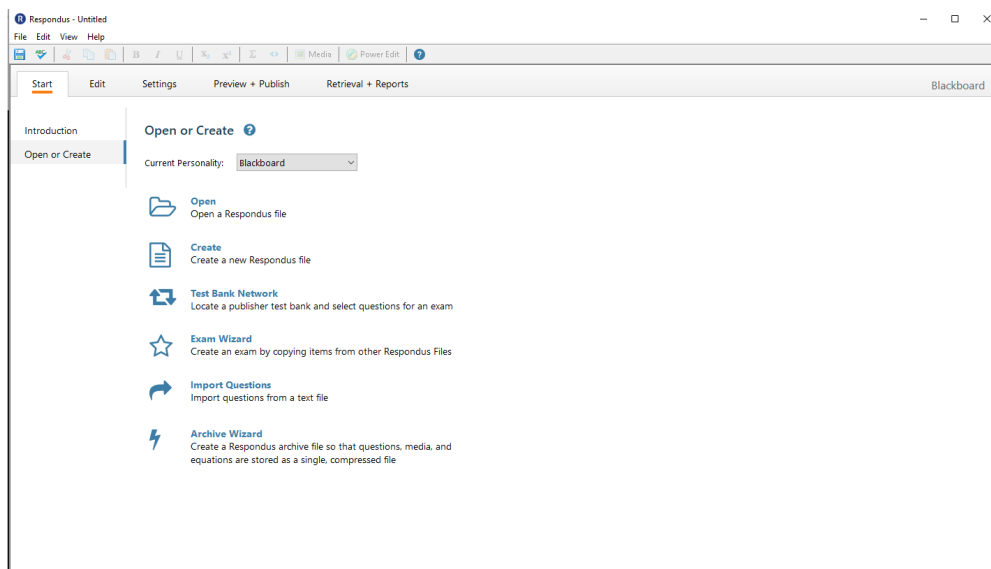 R Respondus - Untitled
File Edit View Help
ABC B I U X₂ X² Σ <> Media Power Edit ?
Start Edit Settings Preview + Publish Retrieval + Reports Blackboard
Introduction
Open or Create
Open or Create ?
Current Personality: Blackboard
Open
Open a Respondus file
Create
Create a new Respondus file
Test Bank Network
Locate a publisher test bank and select questions for an exam
Exam Wizard
Create an exam by copying items from other Respondus Files
Import Questions
Import questions from a text file
Archive Wizard
Create a Respondus archive file so that questions, media, and
equations are stored as a single, compressed file